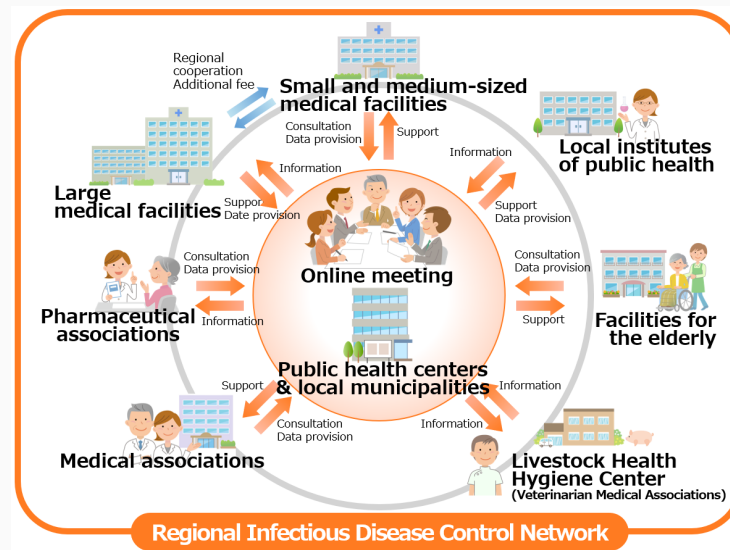 Regional
cooperation
Additional fee
Small and medium-sized
medical facilities
Consultation
Data provision
Support
Local institutes
of public health
Information
Support
Data provision
Large
medical facilities
Information
Support
Date provision
Online meeting
Public health centers
& local municipalities
Pharmaceutical
associations
Consultation
Data provision
Information
Consultation
Data provision
Support
Facilities for
the elderly
Medical associations
Support
Consultation
Data provision
Information
Information
Livestock Health
Hygiene Center
(Veterinarian Medical Associations)
Regional Infectious Disease Control Network